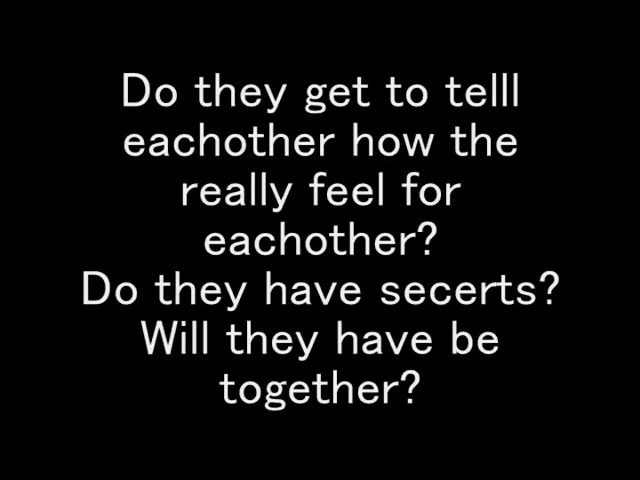 Do they get to telll
eachother how the
really feel for
eachother?
Do they have secerts?
Will they have be
together?